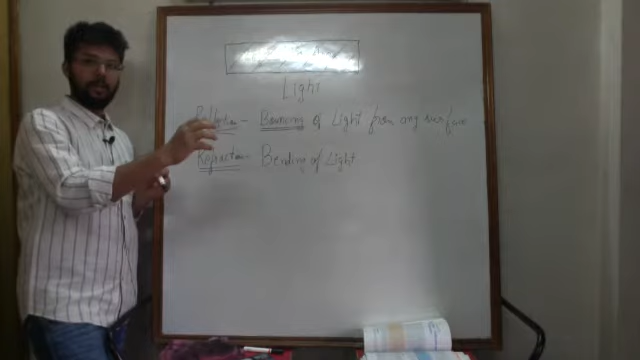 Light
Reflection - Bouncing of Light from any surface
Refraction - Bending of Light